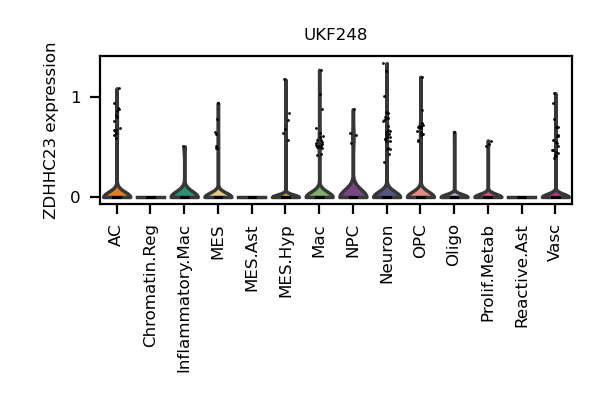 UKF248
ZDHHC23 expression
1
0
AC
Chromatin.Reg
Inflammatory.Mac
MES
MES.Ast
MES.Hyp
Mac
NPC
Neuron
OPC
Oligo
Prolif.Metab
Reactive.Ast
Vasc